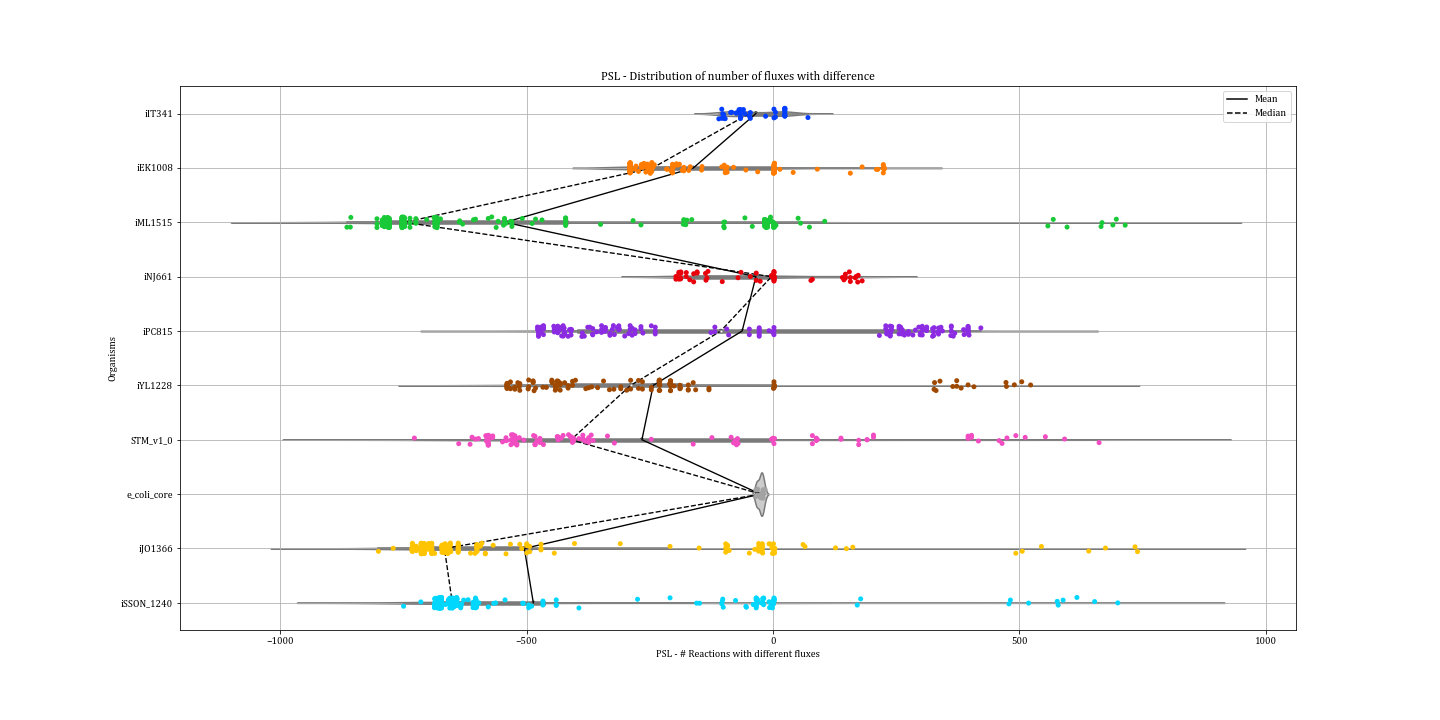 PSL - Distribution of number of fluxes with difference
Mean
Median
iIT341
iEK1008
iML1515
iNJ661
iPC815
iYL1228
STM_v1_0
e_coli_core
iJO1366
iSSON_1240
Organisms
−1000
−500
0
500
1000
PSL - # Reactions with different fluxes